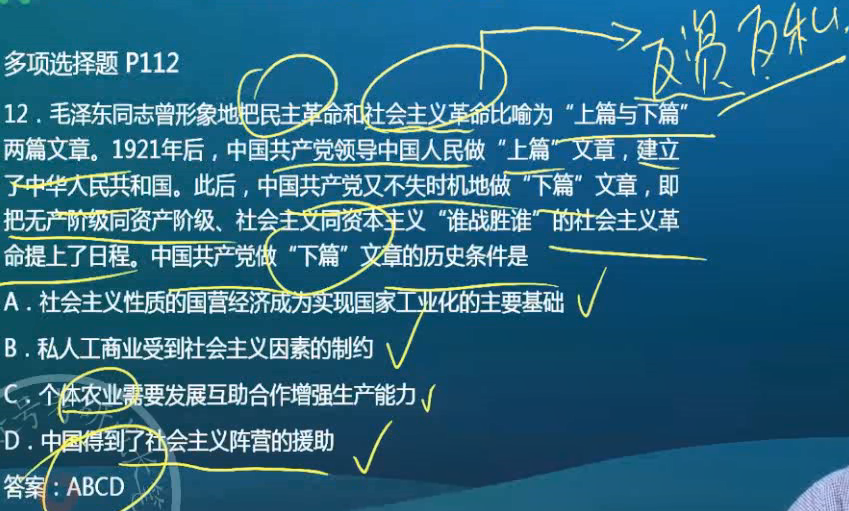 反资 反私
多项选择题 P112
12．毛泽东同志曾形象地把民主革命和社会主义革命比喻为“上篇与下篇”
两篇文章。1921年后，中国共产党领导中国人民做“上篇”文章，建立
了中华人民共和国。此后，中国共产党又不失时机地做“下篇”文章，即
把无产阶级同资产阶级、社会主义同资本主义“谁战胜谁”的社会主义革
命提上了日程。中国共产党做“下篇”文章的历史条件是
A．社会主义性质的国营经济成为实现国家工业化的主要基础
B．私人工商业受到社会主义因素的制约
C．个体农业需要发展互助合作增强生产能力
D．中国得到了社会主义阵营的援助
答案：ABCD